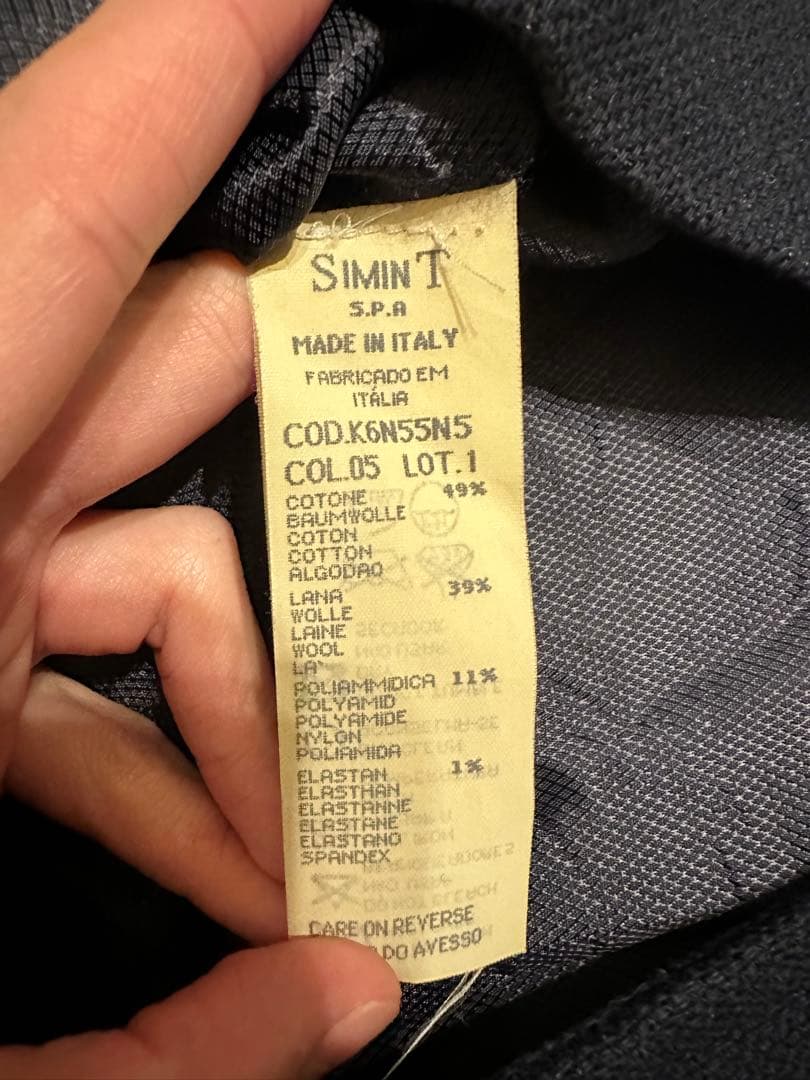 SIMINT
S.P.A
MADE IN ITALY
FABRICADO EM
ITÁLIA
COD.K6N55N5
COL.05 LOT.1
COTONE 49%
BAUMWOLLE
COTON
COTTON
ALGODAO
LANA 39%
WOLLE
LAINE
WOOL
LA
POLIAMMIDICA 11%
POLYAMID
POLYAMIDE
NYLON
POLIAMIDA
ELASTAN 1%
ELASTHAN
ELASTANNE
ELASTANE
ELASTANO
SPANDEX
CARE ON REVERSE
DO AVESSO